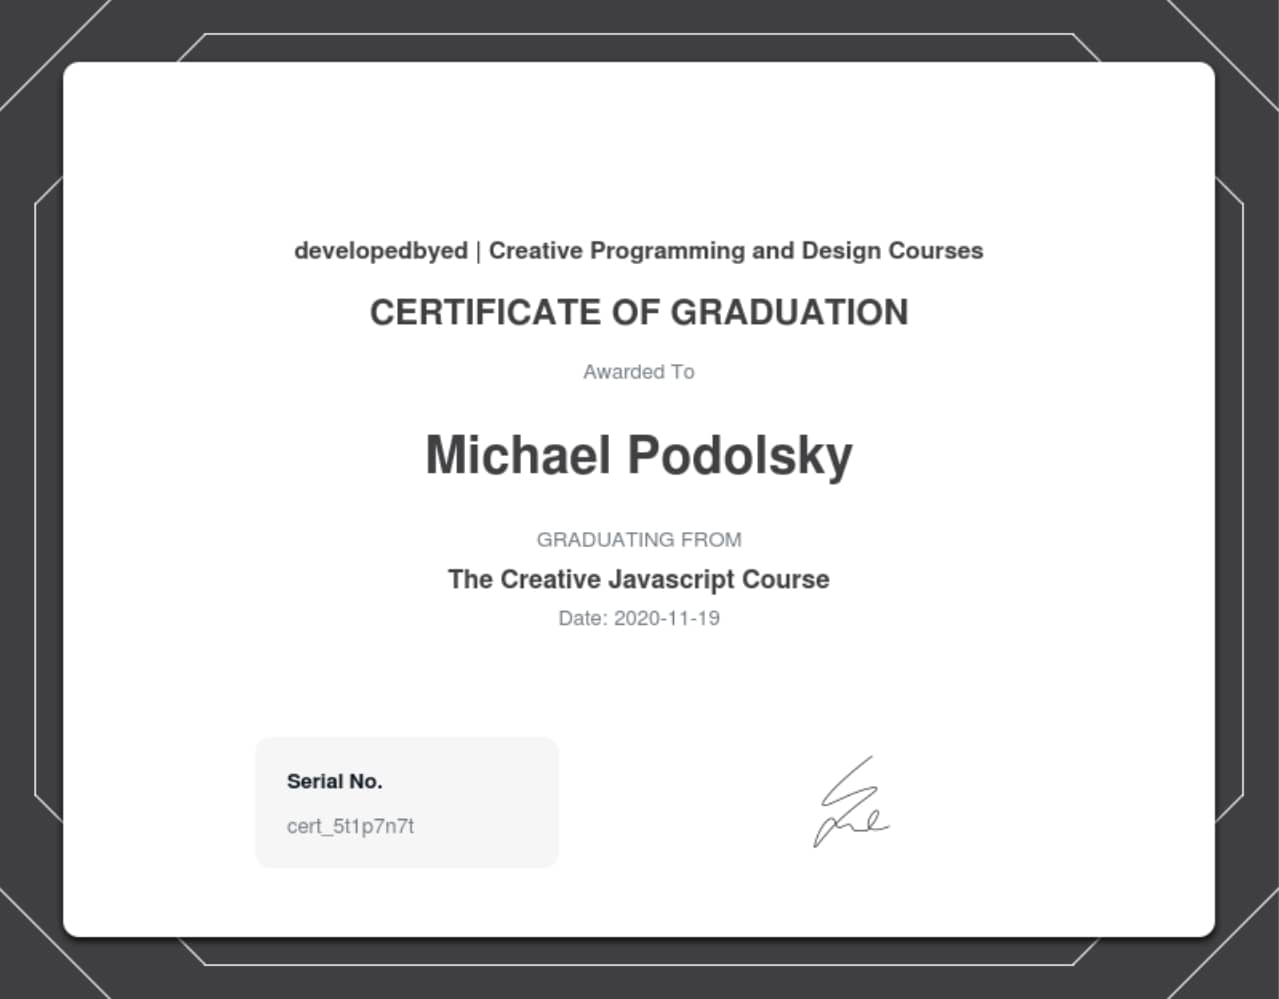 developedbyed | Creative Programming and Design Courses
CERTIFICATE OF GRADUATION
Awarded To
Michael Podolsky
GRADUATING FROM
The Creative Javascript Course
Date: 2020-11-19
Serial No.
cert_5t1p7n7t